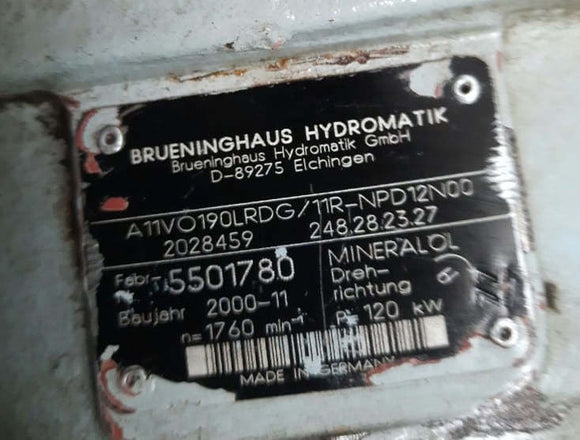 BRUENINGHAUS HYDROMATIK
Brueninghaus Hydromatik GmbH
D-89275 Elchingen
A11VO190LRDG/11R-NPD12N00
2028459 248.28.23.27
Fabr. 5501780 MINERALÖL
Baujahr 2000-11 Dreh-
richtung
n= 1760 min⁻¹ P= 120 kW
MADE IN GERMANY